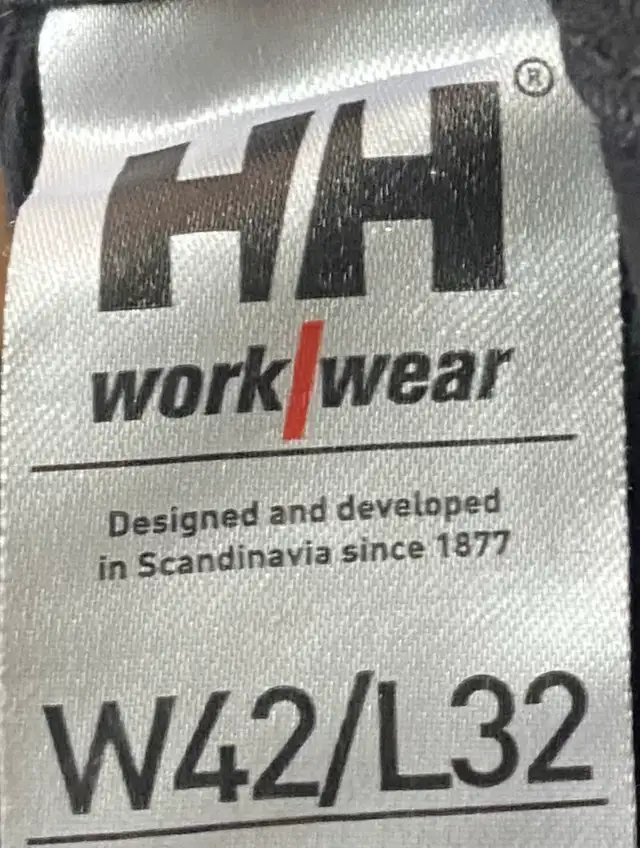 HH®
work/wear
Designed and developed
in Scandinavia since 1877
W42/L32